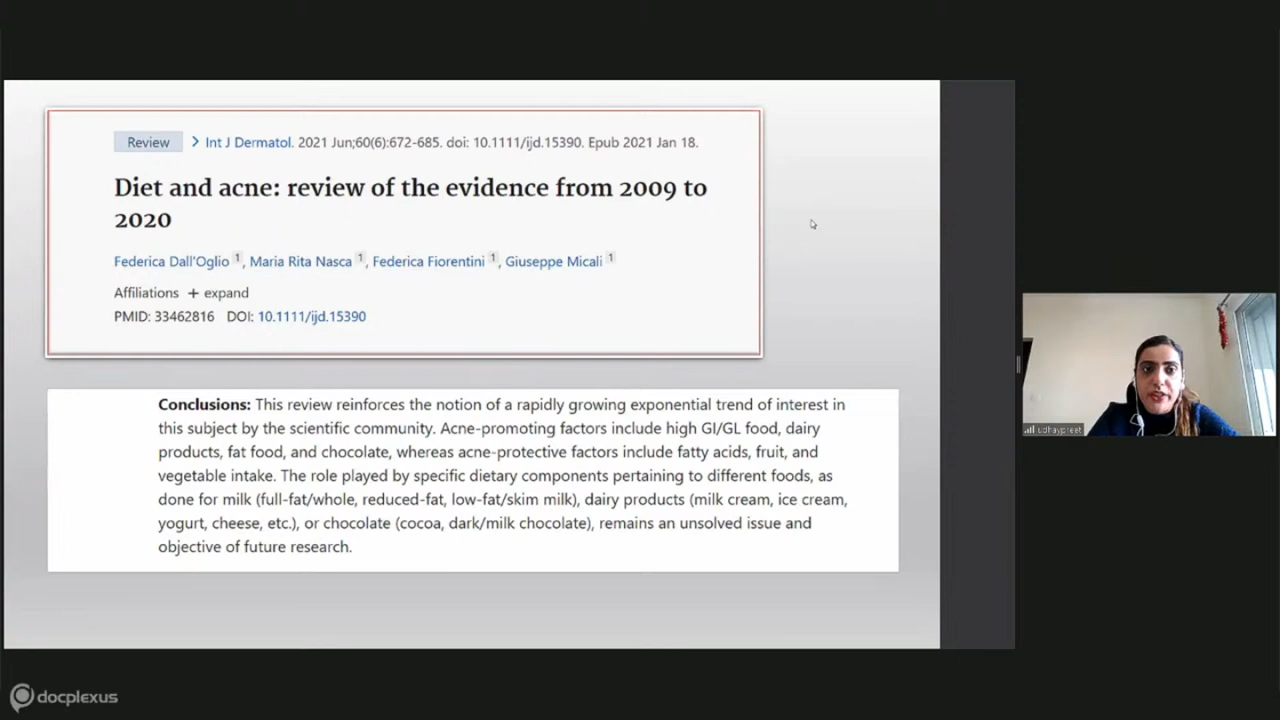 Review > Int J Dermatol. 2021 Jun;60(6):672-685. doi: 10.1111/ijd.15390. Epub 2021 Jan 18.
Diet and acne: review of the evidence from 2009 to
2020
Federica Dall'Oglio 1, Maria Rita Nasca 1, Federica Fiorentini 1, Giuseppe Micali 1
Affiliations + expand
PMID: 33462816 DOI: 10.1111/ijd.15390
Conclusions: This review reinforces the notion of a rapidly growing exponential trend of interest in
this subject by the scientific community. Acne-promoting factors include high GI/GL food, dairy
products, fat food, and chocolate, whereas acne-protective factors include fatty acids, fruit, and
vegetable intake. The role played by specific dietary components pertaining to different foods, as
done for milk (full-fat/whole, reduced-fat, low-fat/skim milk), dairy products (milk cream, ice cream,
yogurt, cheese, etc.), or chocolate (cocoa, dark/milk chocolate), remains an unsolved issue and
objective of future research.
udhaypreet
docplexus